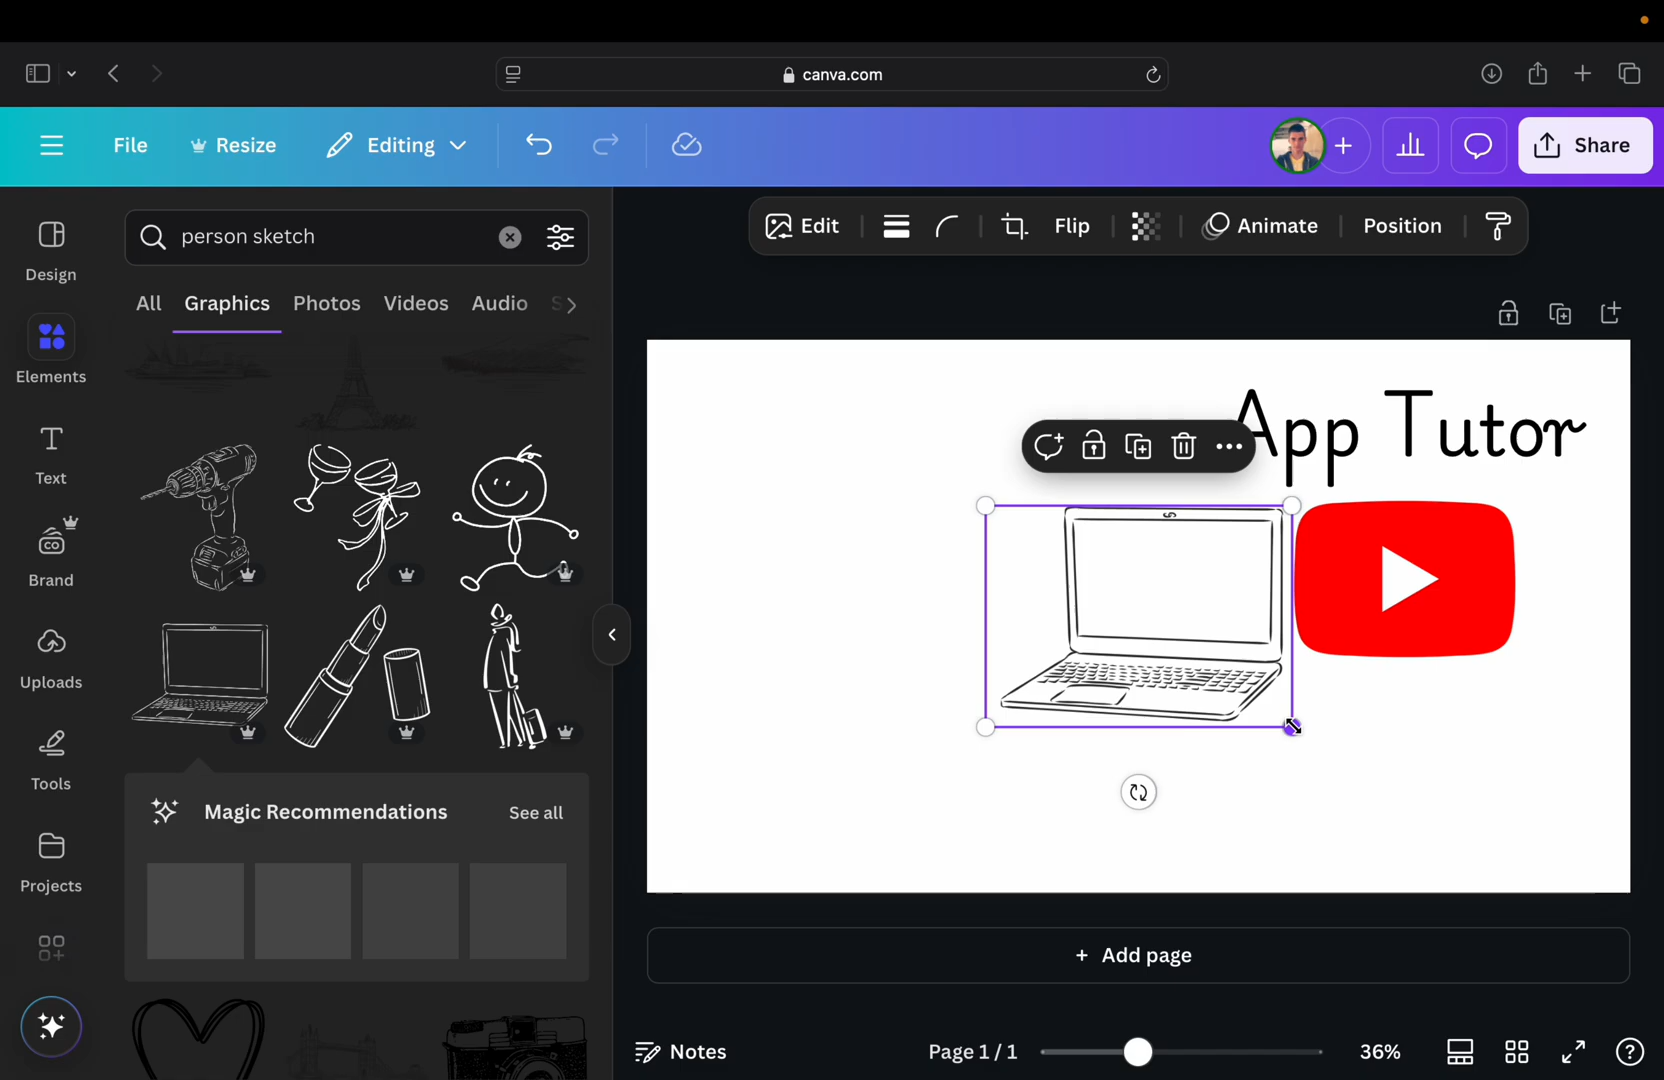 canva.com
File
Resize
Editing
Share
Design
Elements
Text
Brand
Uploads
Tools
Projects
person sketch
All Graphics Photos Videos Audio
Magic Recommendations
See all
Edit
Flip
Animate
Position
App Tutor
+ Add page
Notes
Page 1 / 1
36%